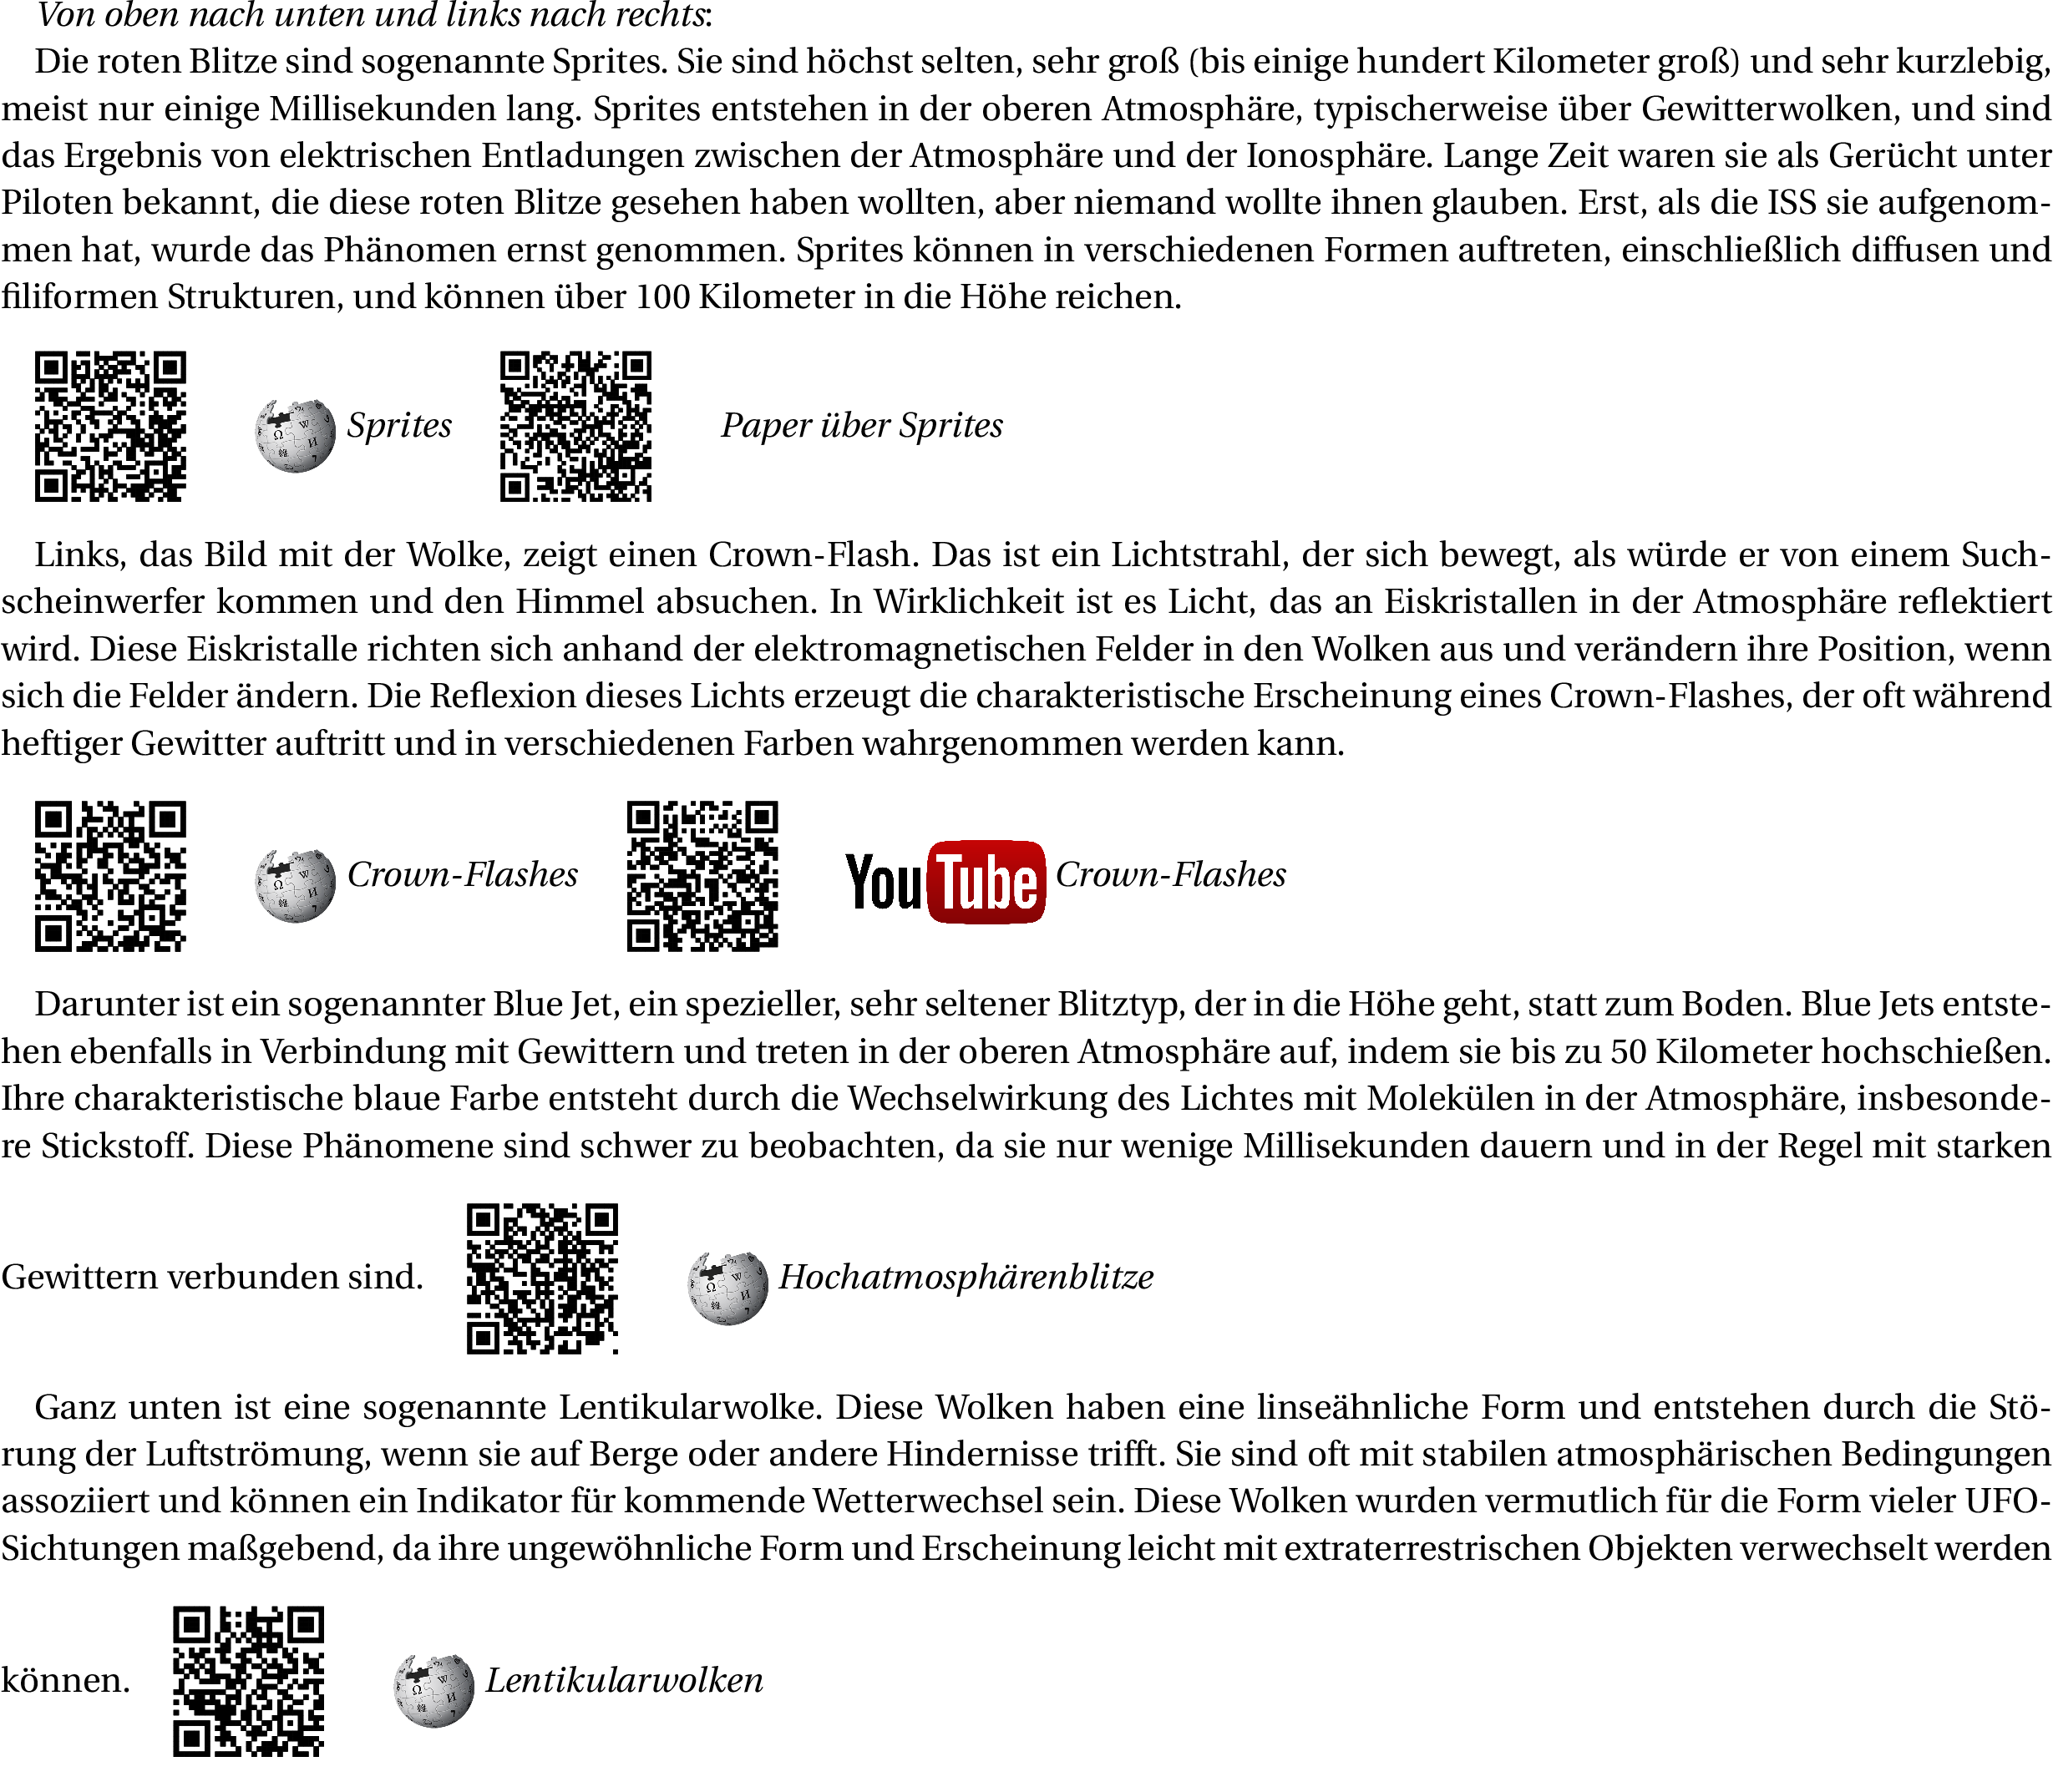 Von oben nach unten und links nach rechts:
Die roten Blitze sind sogenannte Sprites. Sie sind höchst selten, sehr groß (bis einige hundert Kilometer groß) und sehr kurzlebig,
meist nur einige Millisekunden lang. Sprites entstehen in der oberen Atmosphäre, typischerweise über Gewitterwolken, und sind
das Ergebnis von elektrischen Entladungen zwischen der Atmosphäre und der Ionosphäre. Lange Zeit waren sie als Gerücht unter
Piloten bekannt, die diese roten Blitze gesehen haben wollten, aber niemand wollte ihnen glauben. Erst, als die ISS sie aufgenom-
men hat, wurde das Phänomen ernst genommen. Sprites können in verschiedenen Formen auftreten, einschließlich diffusen und
filiformen Strukturen, und können über 100 Kilometer in die Höhe reichen.
Sprites Paper über Sprites
Links, das Bild mit der Wolke, zeigt einen Crown-Flash. Das ist ein Lichtstrahl, der sich bewegt, als würde er von einem Such-
scheinwerfer kommen und den Himmel absuchen. In Wirklichkeit ist es Licht, das an Eiskristallen in der Atmosphäre reflektiert
wird. Diese Eiskristalle richten sich anhand der elektromagnetischen Felder in den Wolken aus und verändern ihre Position, wenn
sich die Felder ändern. Die Reflexion dieses Lichts erzeugt die charakteristische Erscheinung eines Crown-Flashes, der oft während
heftiger Gewitter auftritt und in verschiedenen Farben wahrgenommen werden kann.
Crown-Flashes YouTube Crown-Flashes
Darunter ist ein sogenannter Blue Jet, ein spezieller, sehr seltener Blitztyp, der in die Höhe geht, statt zum Boden. Blue Jets entste-
hen ebenfalls in Verbindung mit Gewittern und treten in der oberen Atmosphäre auf, indem sie bis zu 50 Kilometer hochschießen.
Ihre charakteristische blaue Farbe entsteht durch die Wechselwirkung des Lichtes mit Molekülen in der Atmosphäre, insbesonde-
re Stickstoff. Diese Phänomene sind schwer zu beobachten, da sie nur wenige Millisekunden dauern und in der Regel mit starken
Gewittern verbunden sind. Hochatmosphärenblitze
Ganz unten ist eine sogenannte Lentikularwolke. Diese Wolken haben eine linseähnliche Form und entstehen durch die Stö-
rung der Luftströmung, wenn sie auf Berge oder andere Hindernisse trifft. Sie sind oft mit stabilen atmosphärischen Bedingungen
assoziiert und können ein Indikator für kommende Wetterwechsel sein. Diese Wolken wurden vermutlich für die Form vieler UFO-
Sichtungen maßgebend, da ihre ungewöhnliche Form und Erscheinung leicht mit extraterrestrischen Objekten verwechselt werden
können. Lentikularwolken